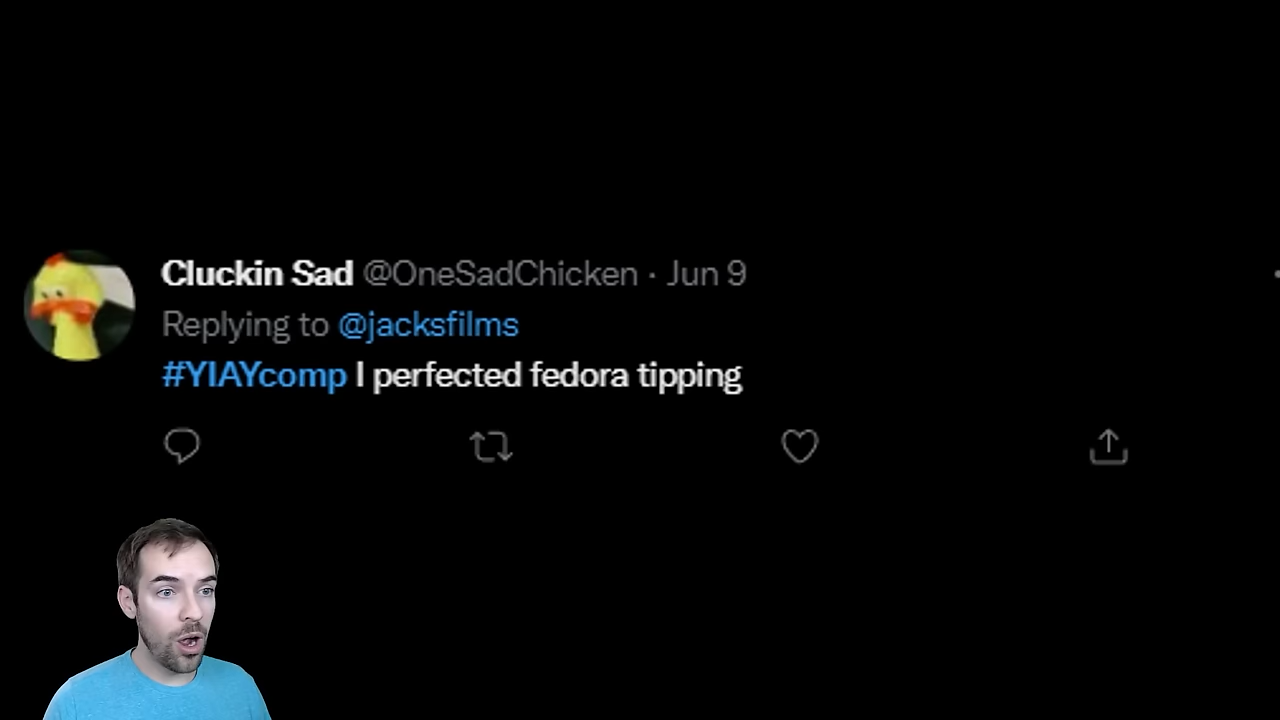 Cluckin Sad @OneSadChicken · Jun 9
Replying to @jacksfilms
#YIAYcomp I perfected fedora tipping